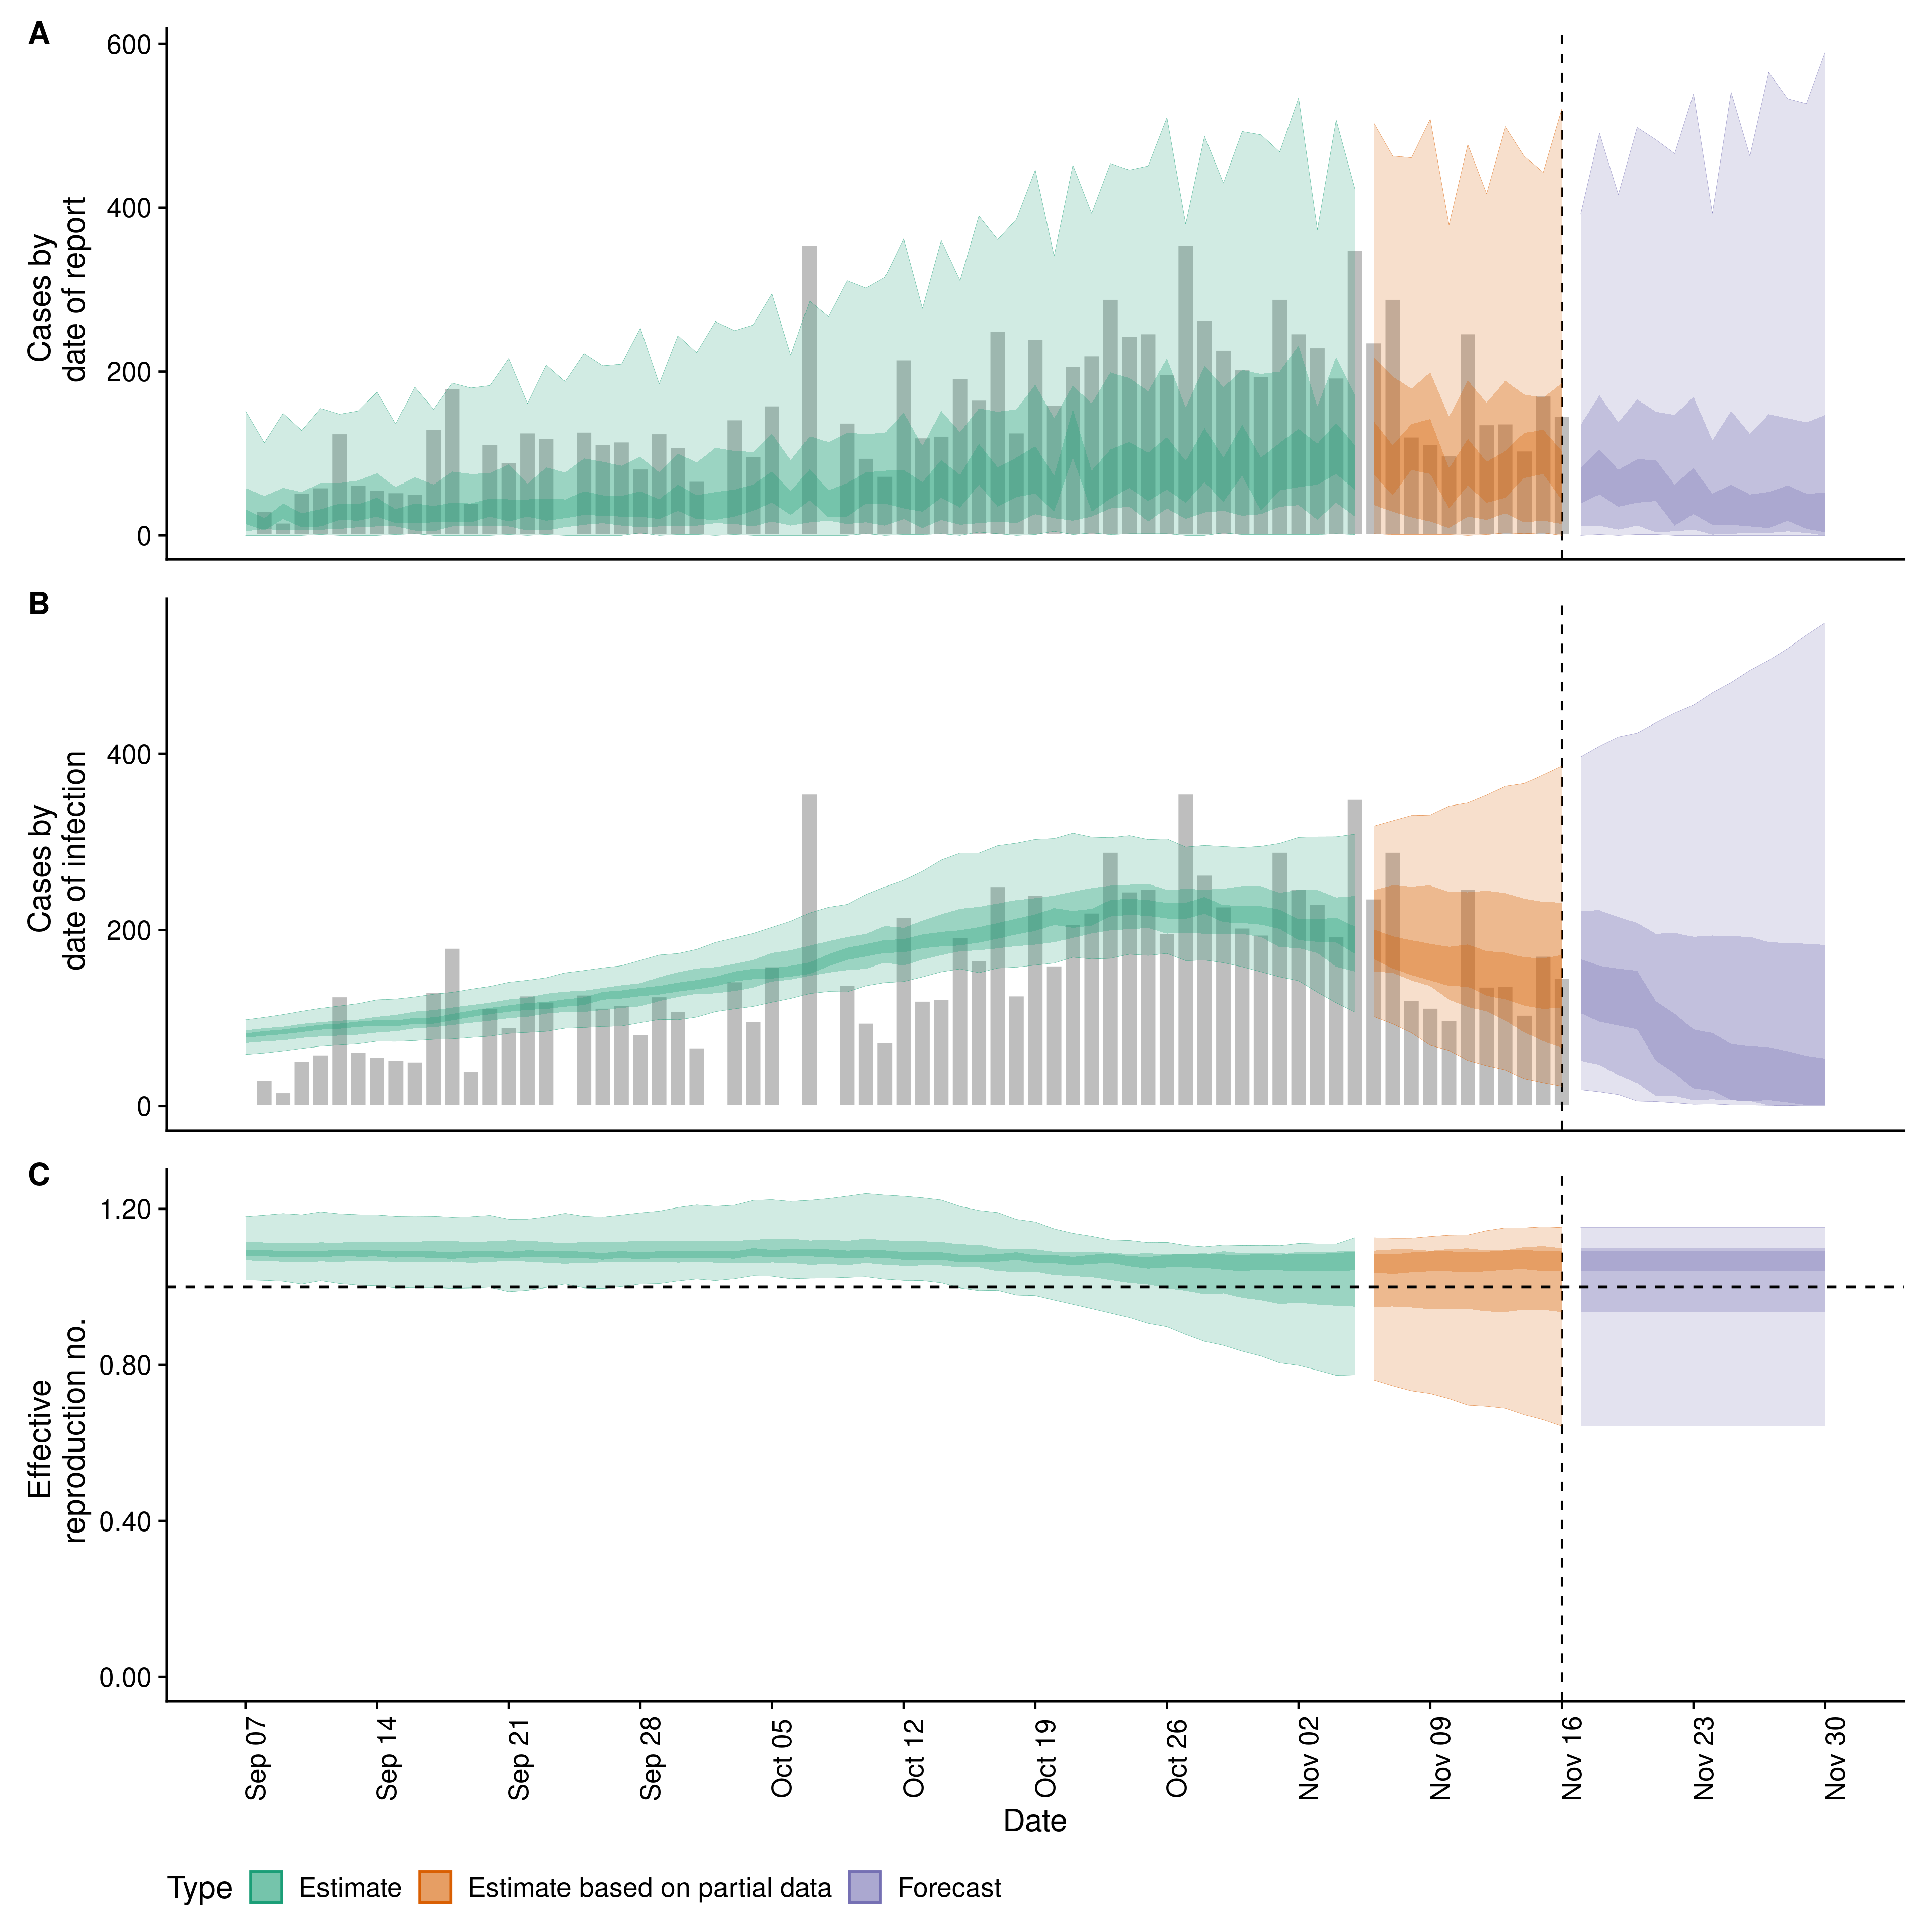 A
600
400
200
0
Cases by
date of report
B
400
200
0
Cases by
date of infection
C
1.20
0.80
0.40
0.00
Effective
reproduction no.
Sep 07
Sep 14
Sep 21
Sep 28
Oct 05
Oct 12
Oct 19
Oct 26
Nov 02
Nov 09
Nov 16
Nov 23
Nov 30
Date
Type Estimate Estimate based on partial data Forecast